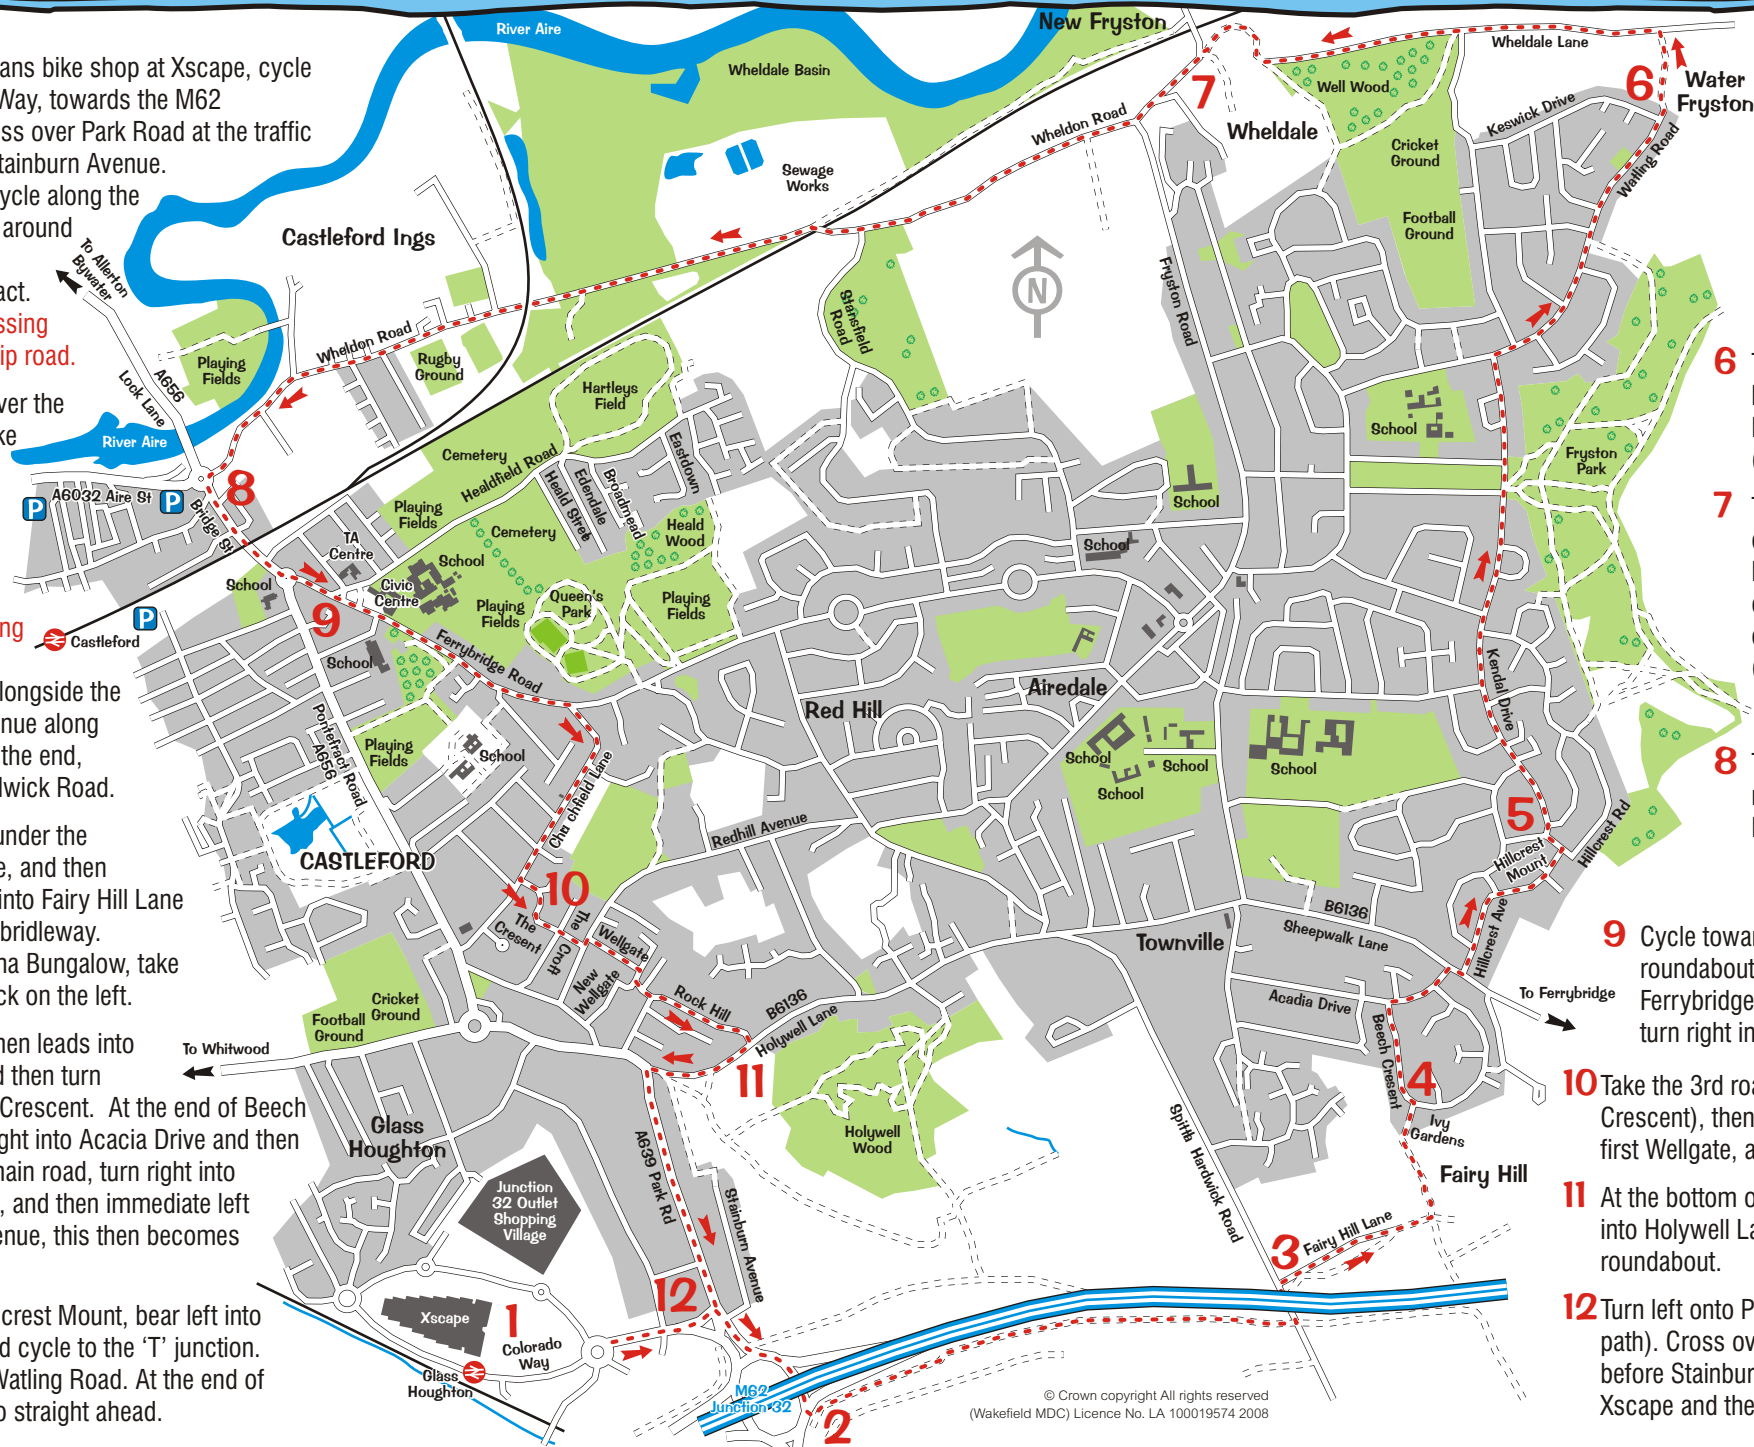 ans bike shop at Xscape, cycle
Way, towards the M62
ss over Park Road at the traffic
tainburn Avenue.
ycle along the
around
act.
ssing
ip road.
ver the
ke
ng
longside the
nue along
the end,
dwick Road.
under the
e, and then
into Fairy Hill Lane
bridleway.
na Bungalow, take
ck on the left.
hen leads into
d then turn
Crescent. At the end of Beech
ght into Acacia Drive and then
nain road, turn right into
, and then immediate left
enue, this then becomes
crest Mount, bear left into
d cycle to the ‘T’ junction.
Watling Road. At the end of
o straight ahead.
River Aire
New Fryston
Wheldale Basin
Wheldale Lane
6
Water
Fryston
Well Wood
7
Wheldale
Keswick Drive
Watling Road
Cricket
Ground
Football
Ground
Wheldon Road
Sewage
Works
Castleford Ings
To Allerton
Bywater
N
Fryston Road
Stansfield
Road
Wheldon Road
Playing
Fields
Rugby
Ground
Lock Lane
A656
Hartleys
Field
River Aire
8
P
A6032 Aire St
P
Bridge St
Cemetery
Healdfield Road
Eastdown
Broadmead
Edendale
Heald Street
Playing
Fields
Cemetery
Heald
Wood
TA
Centre
School
Civic
Centre
School
9
Playing
Fields
Queen's
Park
Playing
Fields
P
Castleford
School
Ferrybridge Road
School
School
School
Fryston
Park
Kendal Drive
Airedale
Red Hill
Pontefract Road
A656
Playing
Fields
School
Churchfield Lane
School
School
School
School
CASTLEFORD
Redhill Avenue
5
Hillcrest
Mount
Hillcrest Rd
10
The
Cresent
The
Croft
Wellgate
New
Wellgate
B6136
Sheepwalk Lane
Townville
Hillcrest Ave
Acadia Drive
To Ferrybridge
Cricket
Ground
Football
Ground
Rock Hill
B6136
Holywell Lane
To Whitwood
11
Beech Cresent
4
Ivy
Gardens
Glass
Houghton
Holywell
Wood
Spittb Hardwick Road
Fairy Hill
A639 Park Rd
Stainburn Avenue
Junction
32 Outlet
Shopping
Village
3
Fairy Hill Lane
12
Xscape
1
Colorado
Way
Glass
Houghton
M62
Junction 32
2
© Crown copyright All rights reserved
(Wakefield MDC) Licence No. LA 100019574 2008
6
7
8
9 Cycle towar
roundabout
Ferrybridge
turn right in
10 Take the 3rd roa
Crescent), then
first Wellgate, a
11 At the bottom o
into Holywell La
roundabout.
12 Turn left onto P
path). Cross ov
before Stainbur
Xscape and the